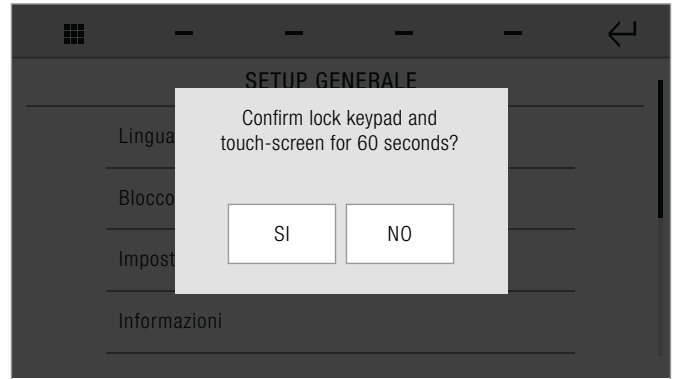 SETUP GENERALE
Confirm lock keypad and
touch-screen for 60 seconds?
Lingua
Blocco
SI
NO
Impost
Informazioni